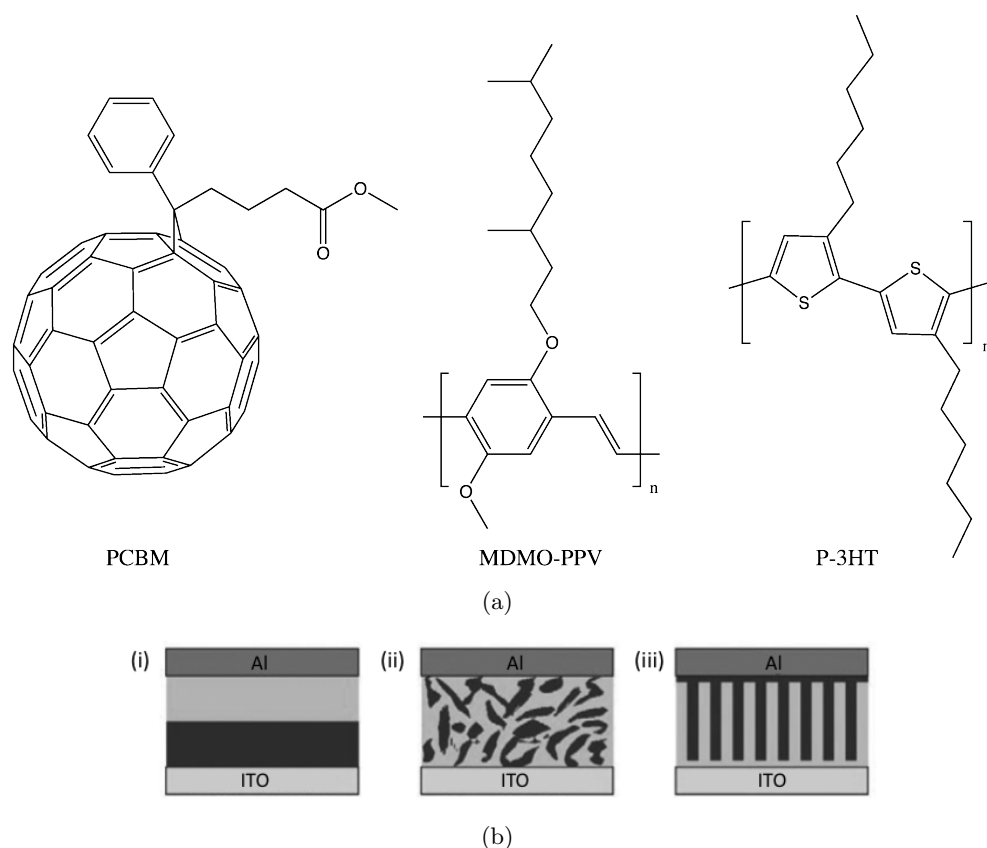 O
O
O
O
S
S
n
n
PCBM
MDMO-PPV
P-3HT
(a)
(i)
Al
(ii)
Al
(iii)
Al
ITO
ITO
ITO
(b)